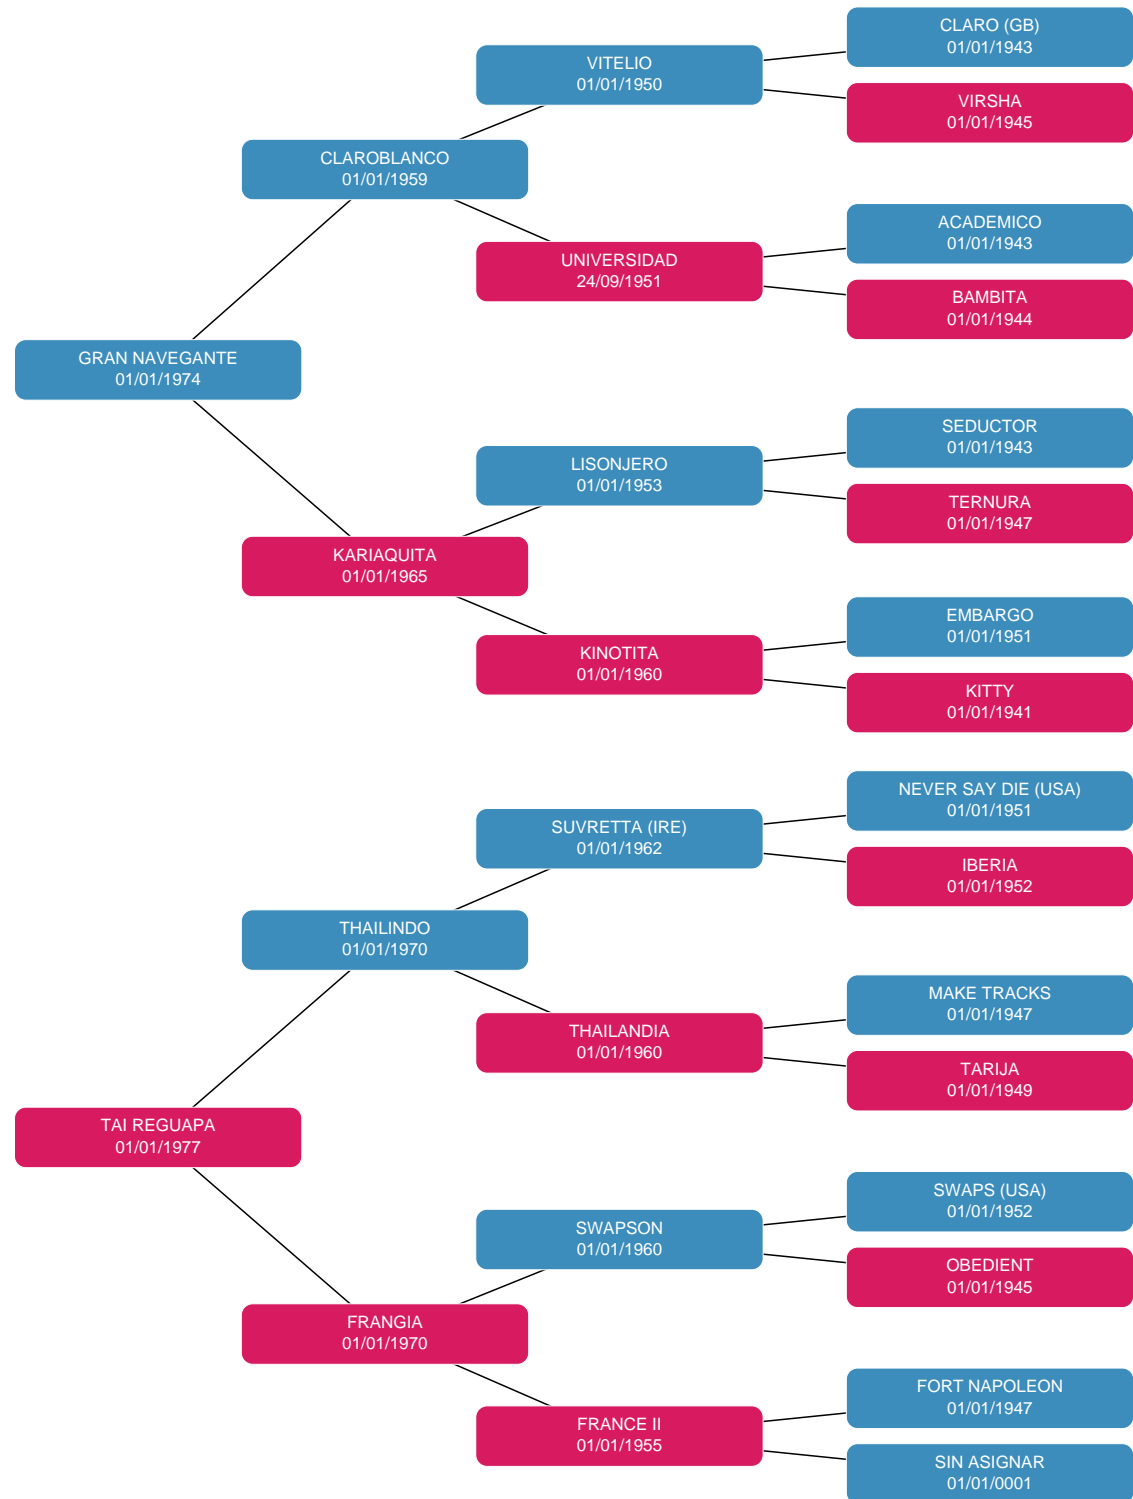 CLARO (GB)
01/01/1943
VITELIO
01/01/1950
VIRSHA
01/01/1945
CLAROBLANCO
01/01/1959
ACADEMICO
01/01/1943
UNIVERSIDAD
24/09/1951
BAMBITA
01/01/1944
GRAN NAVEGANTE
01/01/1974
SEDUCTOR
01/01/1943
LISONJERO
01/01/1953
TERNURA
01/01/1947
KARIAQUITA
01/01/1965
EMBARGO
01/01/1951
KINOTITA
01/01/1960
KITTY
01/01/1941
NEVER SAY DIE (USA)
01/01/1951
SUVRETTA (IRE)
01/01/1962
IBERIA
01/01/1952
THAILINDO
01/01/1970
MAKE TRACKS
01/01/1947
THAILANDIA
01/01/1960
TARIJA
01/01/1949
TAI REGUAPA
01/01/1977
SWAPS (USA)
01/01/1952
SWAPSON
01/01/1960
OBEDIENT
01/01/1945
FRANGIA
01/01/1970
FORT NAPOLEON
01/01/1947
FRANCE II
01/01/1955
SIN ASIGNAR
01/01/0001